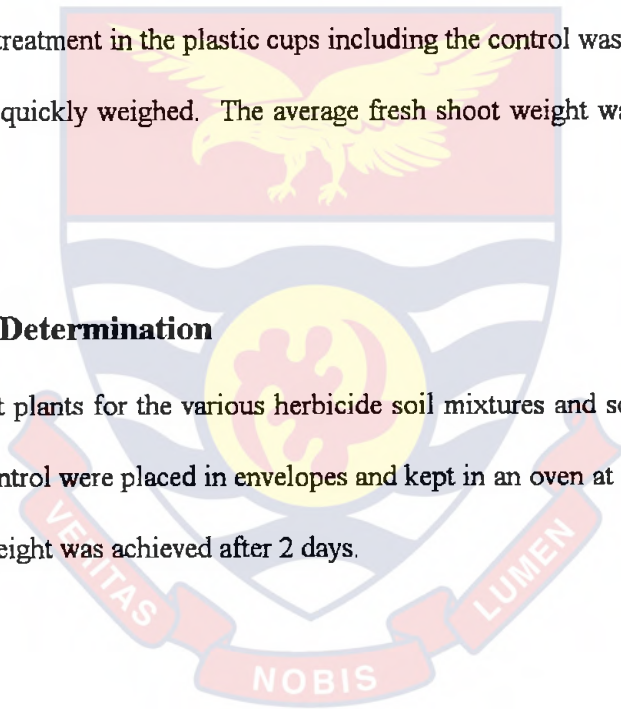 treatment in the plastic cups including the control was
quickly weighed. The average fresh shoot weight wa
Determination
t plants for the various herbicide soil mixtures and so
ntrol were placed in envelopes and kept in an oven at
eight was achieved after 2 days.
VERITAS
NOBIS
LUMEN